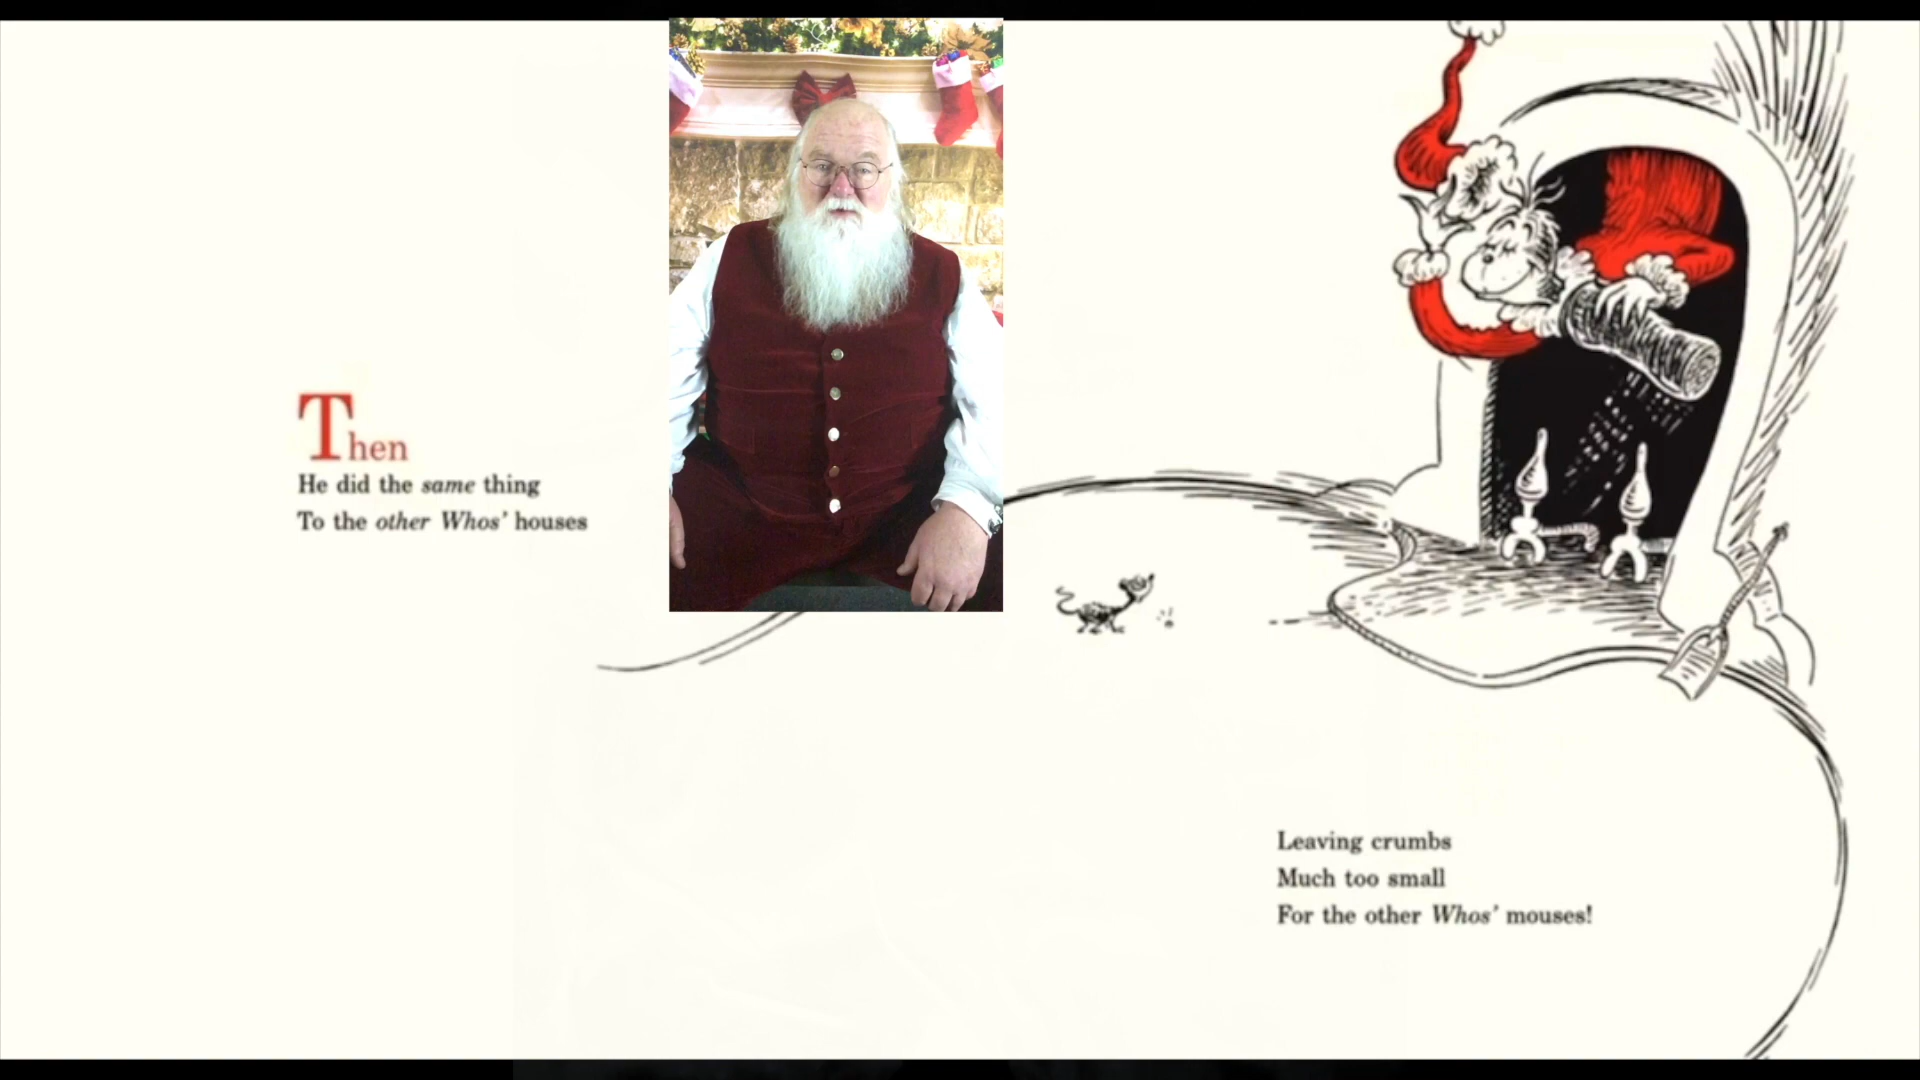 Then
He did the same thing
To the other Whos’ houses
Leaving crumbs
Much too small
For the other Whos’ mouses!